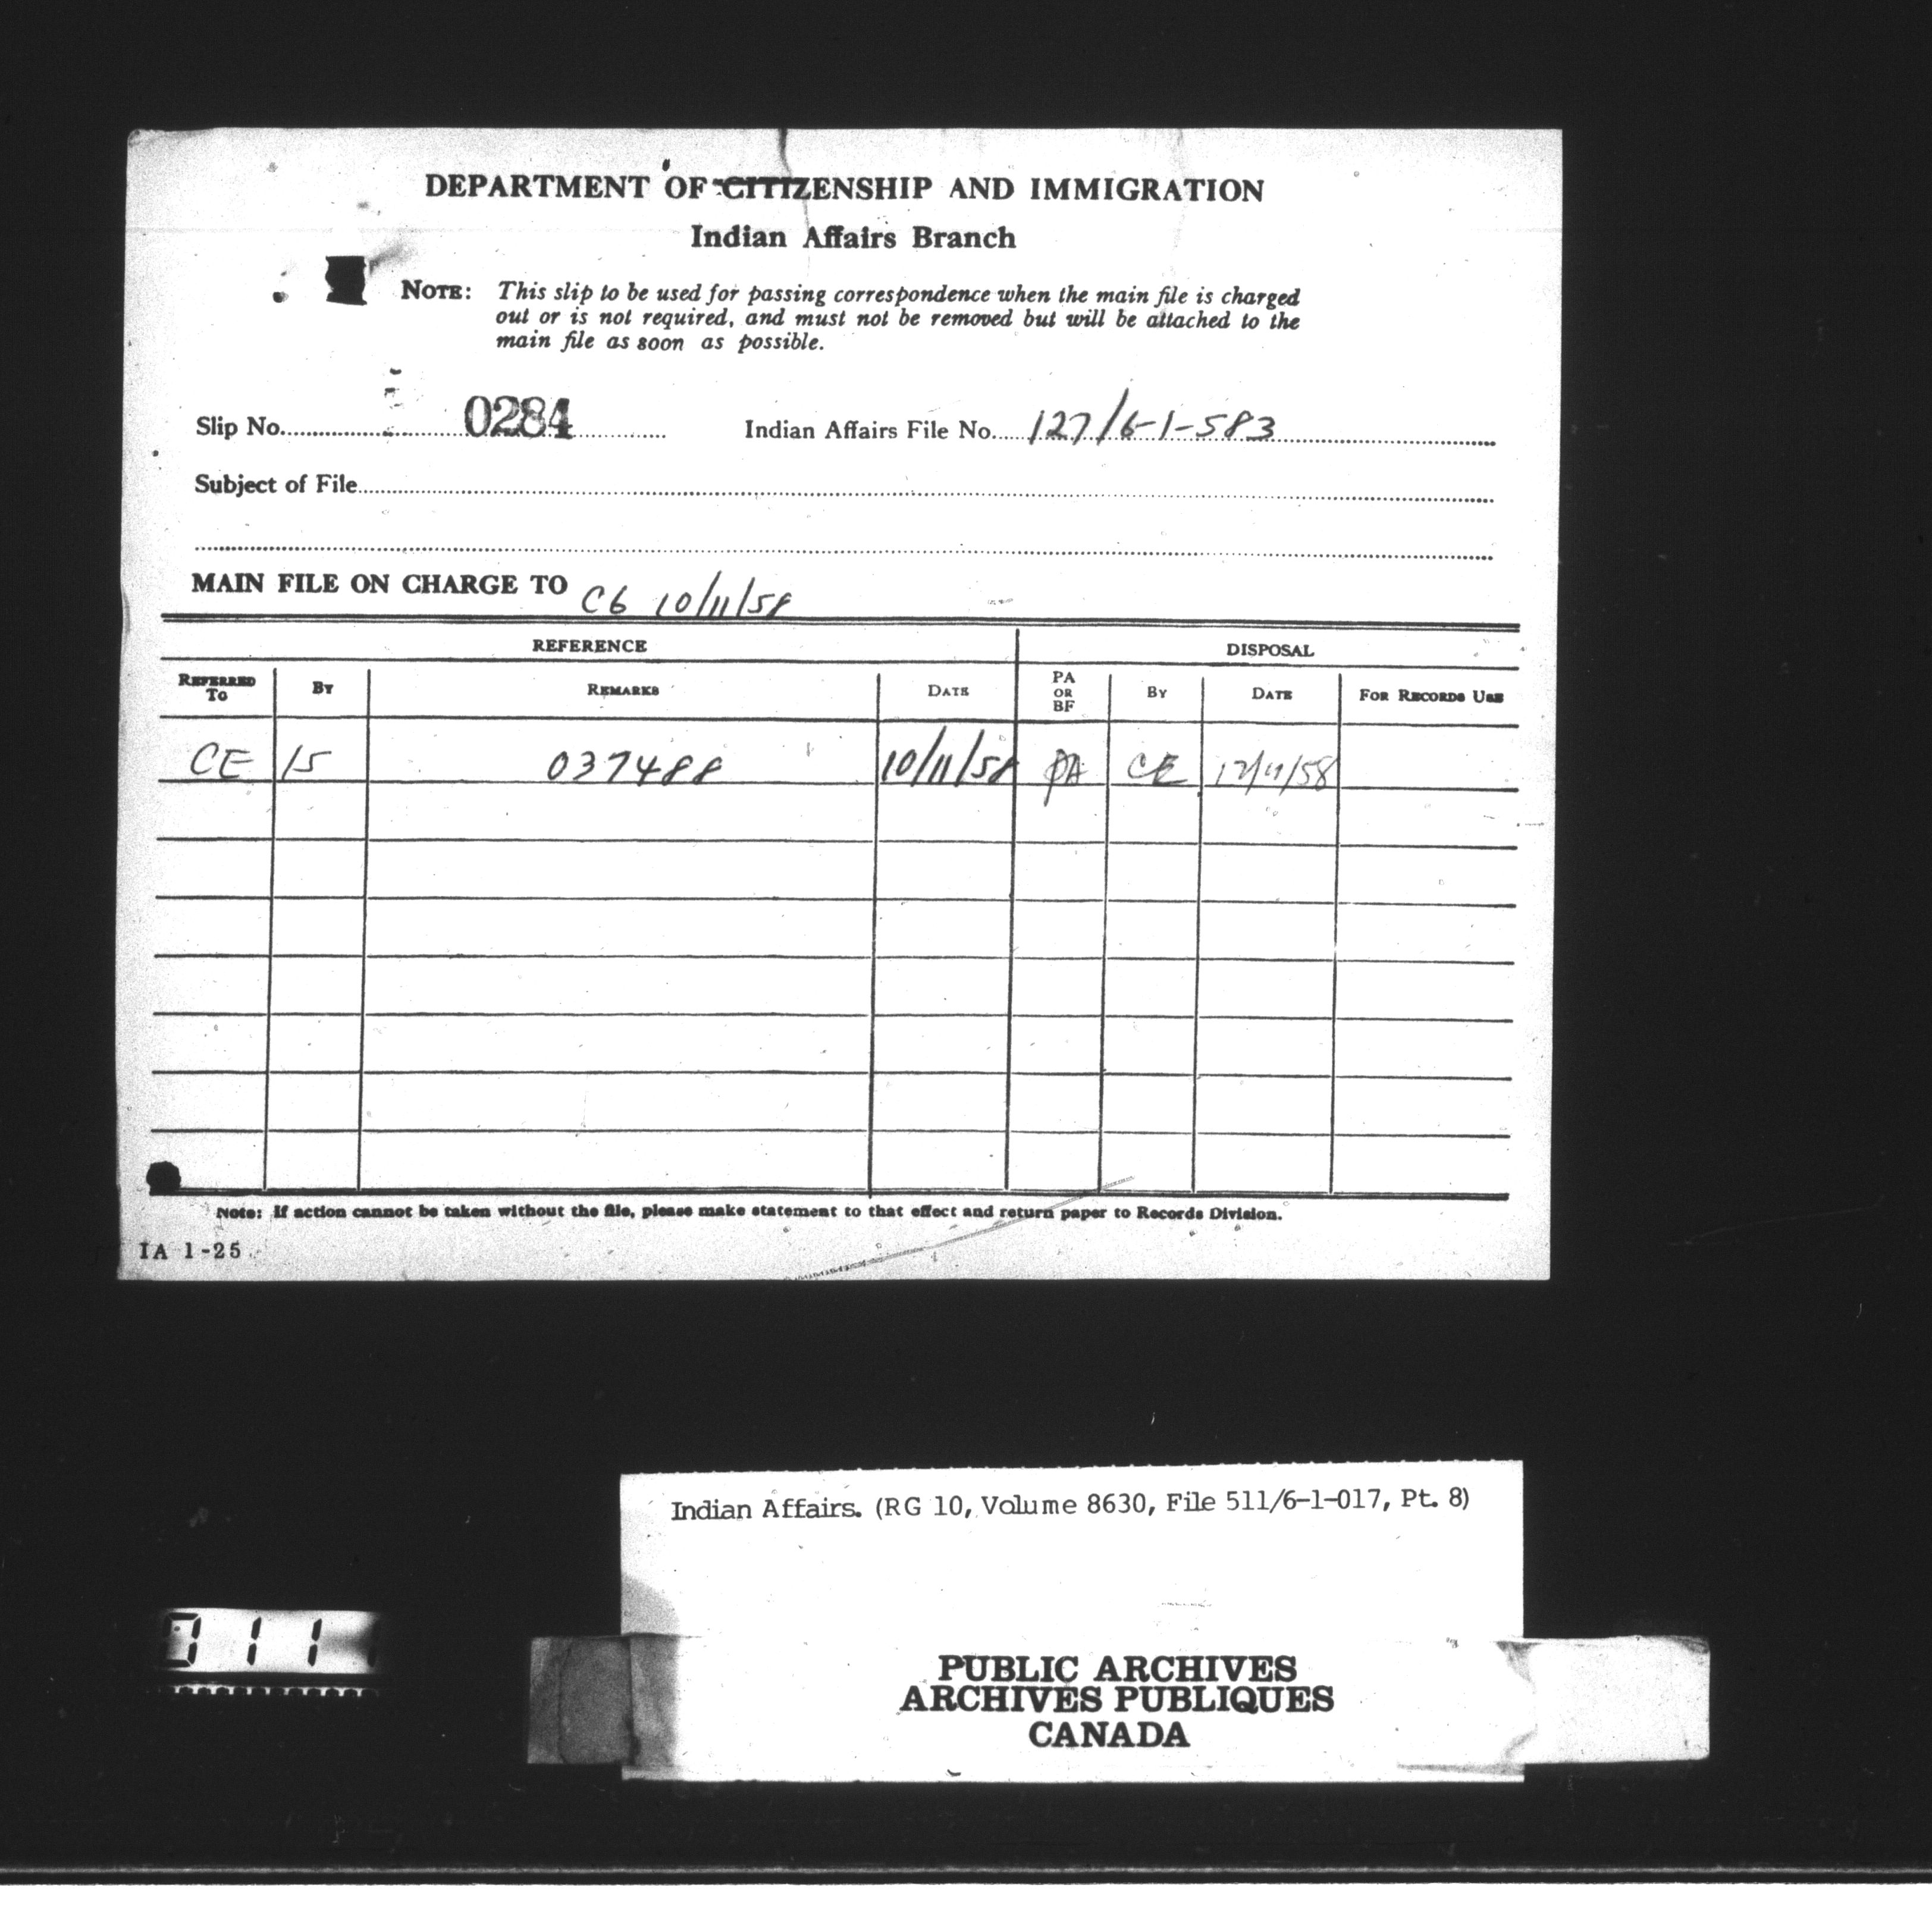 DEPARTMENT OF CITIZENSHIP AND IMMIGRATION
Indian Affairs Branch
NOTE: This slip to be used for passing correspondence when the main file is charged
out or is not required, and must not be removed but will be attached to the
main file as soon as possible.
Slip No. 0284 Indian Affairs File No. 127/6-1-583
Subject of File
MAIN FILE ON CHARGE TO C6 10/11/58
REFERENCE DISPOSAL
REFERRED TO BY REMARKS DATE PA OR BF BY DATE FOR RECORDS USE
CE 15 037488 10/11/58 PA CE 12/11/58
Note: If action cannot be taken without the file, please make statement to that effect and return paper to Records Division.
IA 1-25
Indian Affairs. (RG 10, Volume 8630, File 511/6-1-017, Pt. 8)
011
PUBLIC ARCHIVES
ARCHIVES PUBLIQUES
CANADA